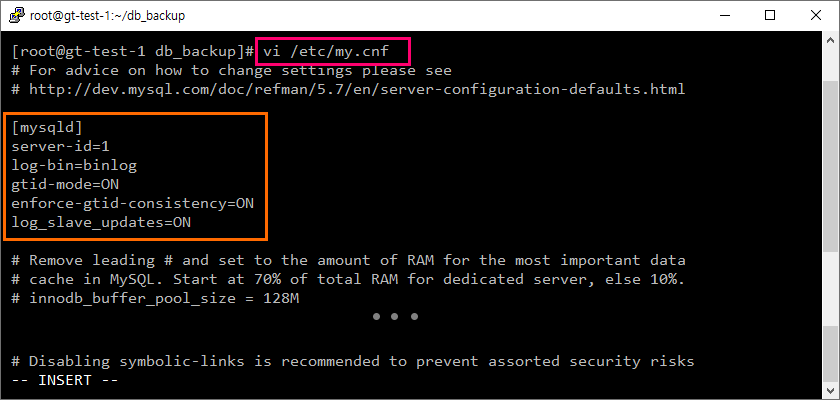 root@gt-test-1:~/db_backup
[root@gt-test-1 db_backup]# vi /etc/my.cnf
# For advice on how to change settings please see
# http://dev.mysql.com/doc/refman/5.7/en/server-configuration-defaults.html
[mysqld]
server-id=1
log-bin=binlog
gtid-mode=ON
enforce-gtid-consistency=ON
log_slave_updates=ON
# Remove leading # and set to the amount of RAM for the most important data
# cache in MySQL. Start at 70% of total RAM for dedicated server, else 10%.
# innodb_buffer_pool_size = 128M
● ● ●
# Disabling symbolic-links is recommended to prevent assorted security risks
-- INSERT --